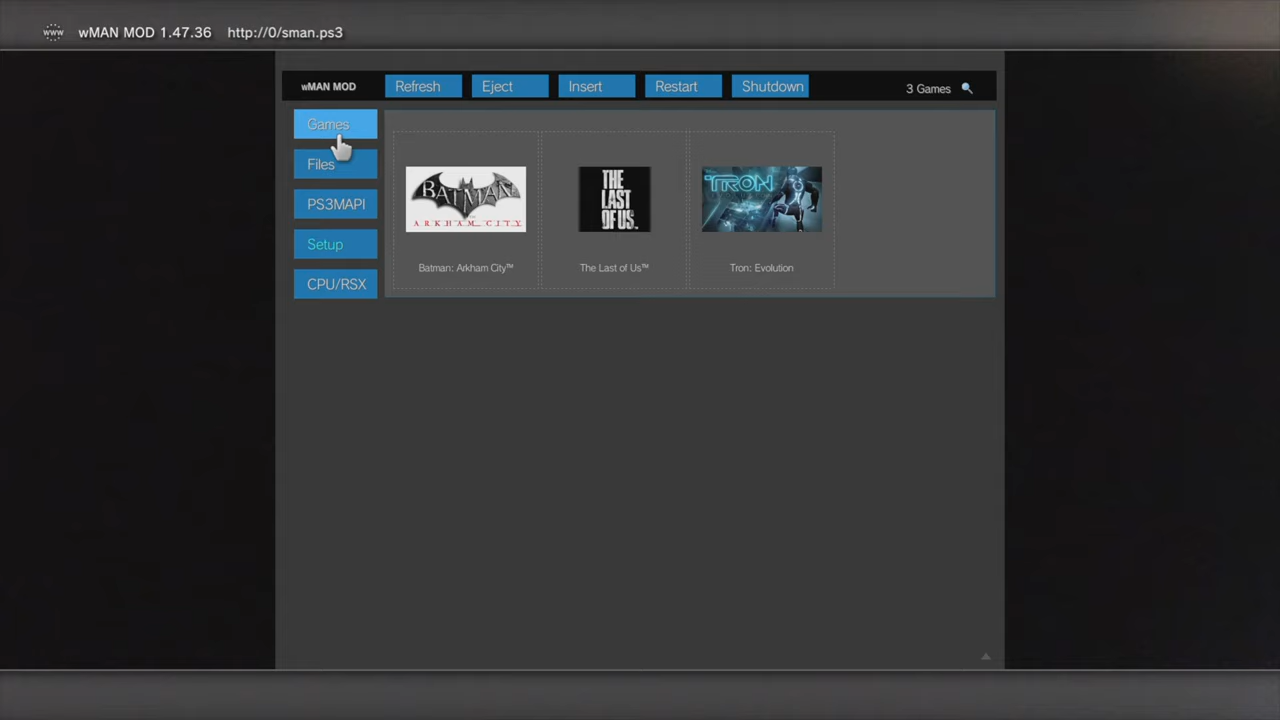 www wMAN MOD 1.47.36 http://0/sman.ps3
wMAN MOD Refresh Eject Insert Restart Shutdown 3 Games
Games
Files
PS3MAPI
Setup
CPU/RSX
BATMAN
ARKHAM CITY
Batman: Arkham City™
THE
LAST
OF US
The Last of Us™
TRON
Tron: Evolution